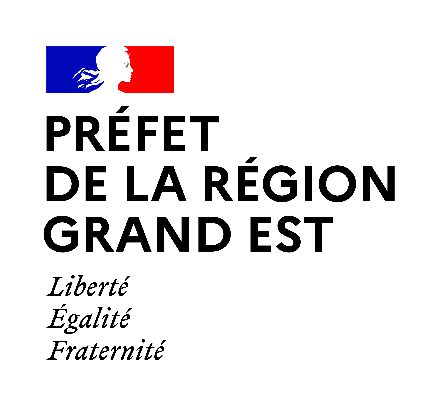 PRÉFET
DE LA RÉGION
GRAND EST
Liberté
Égalité
Fraternité